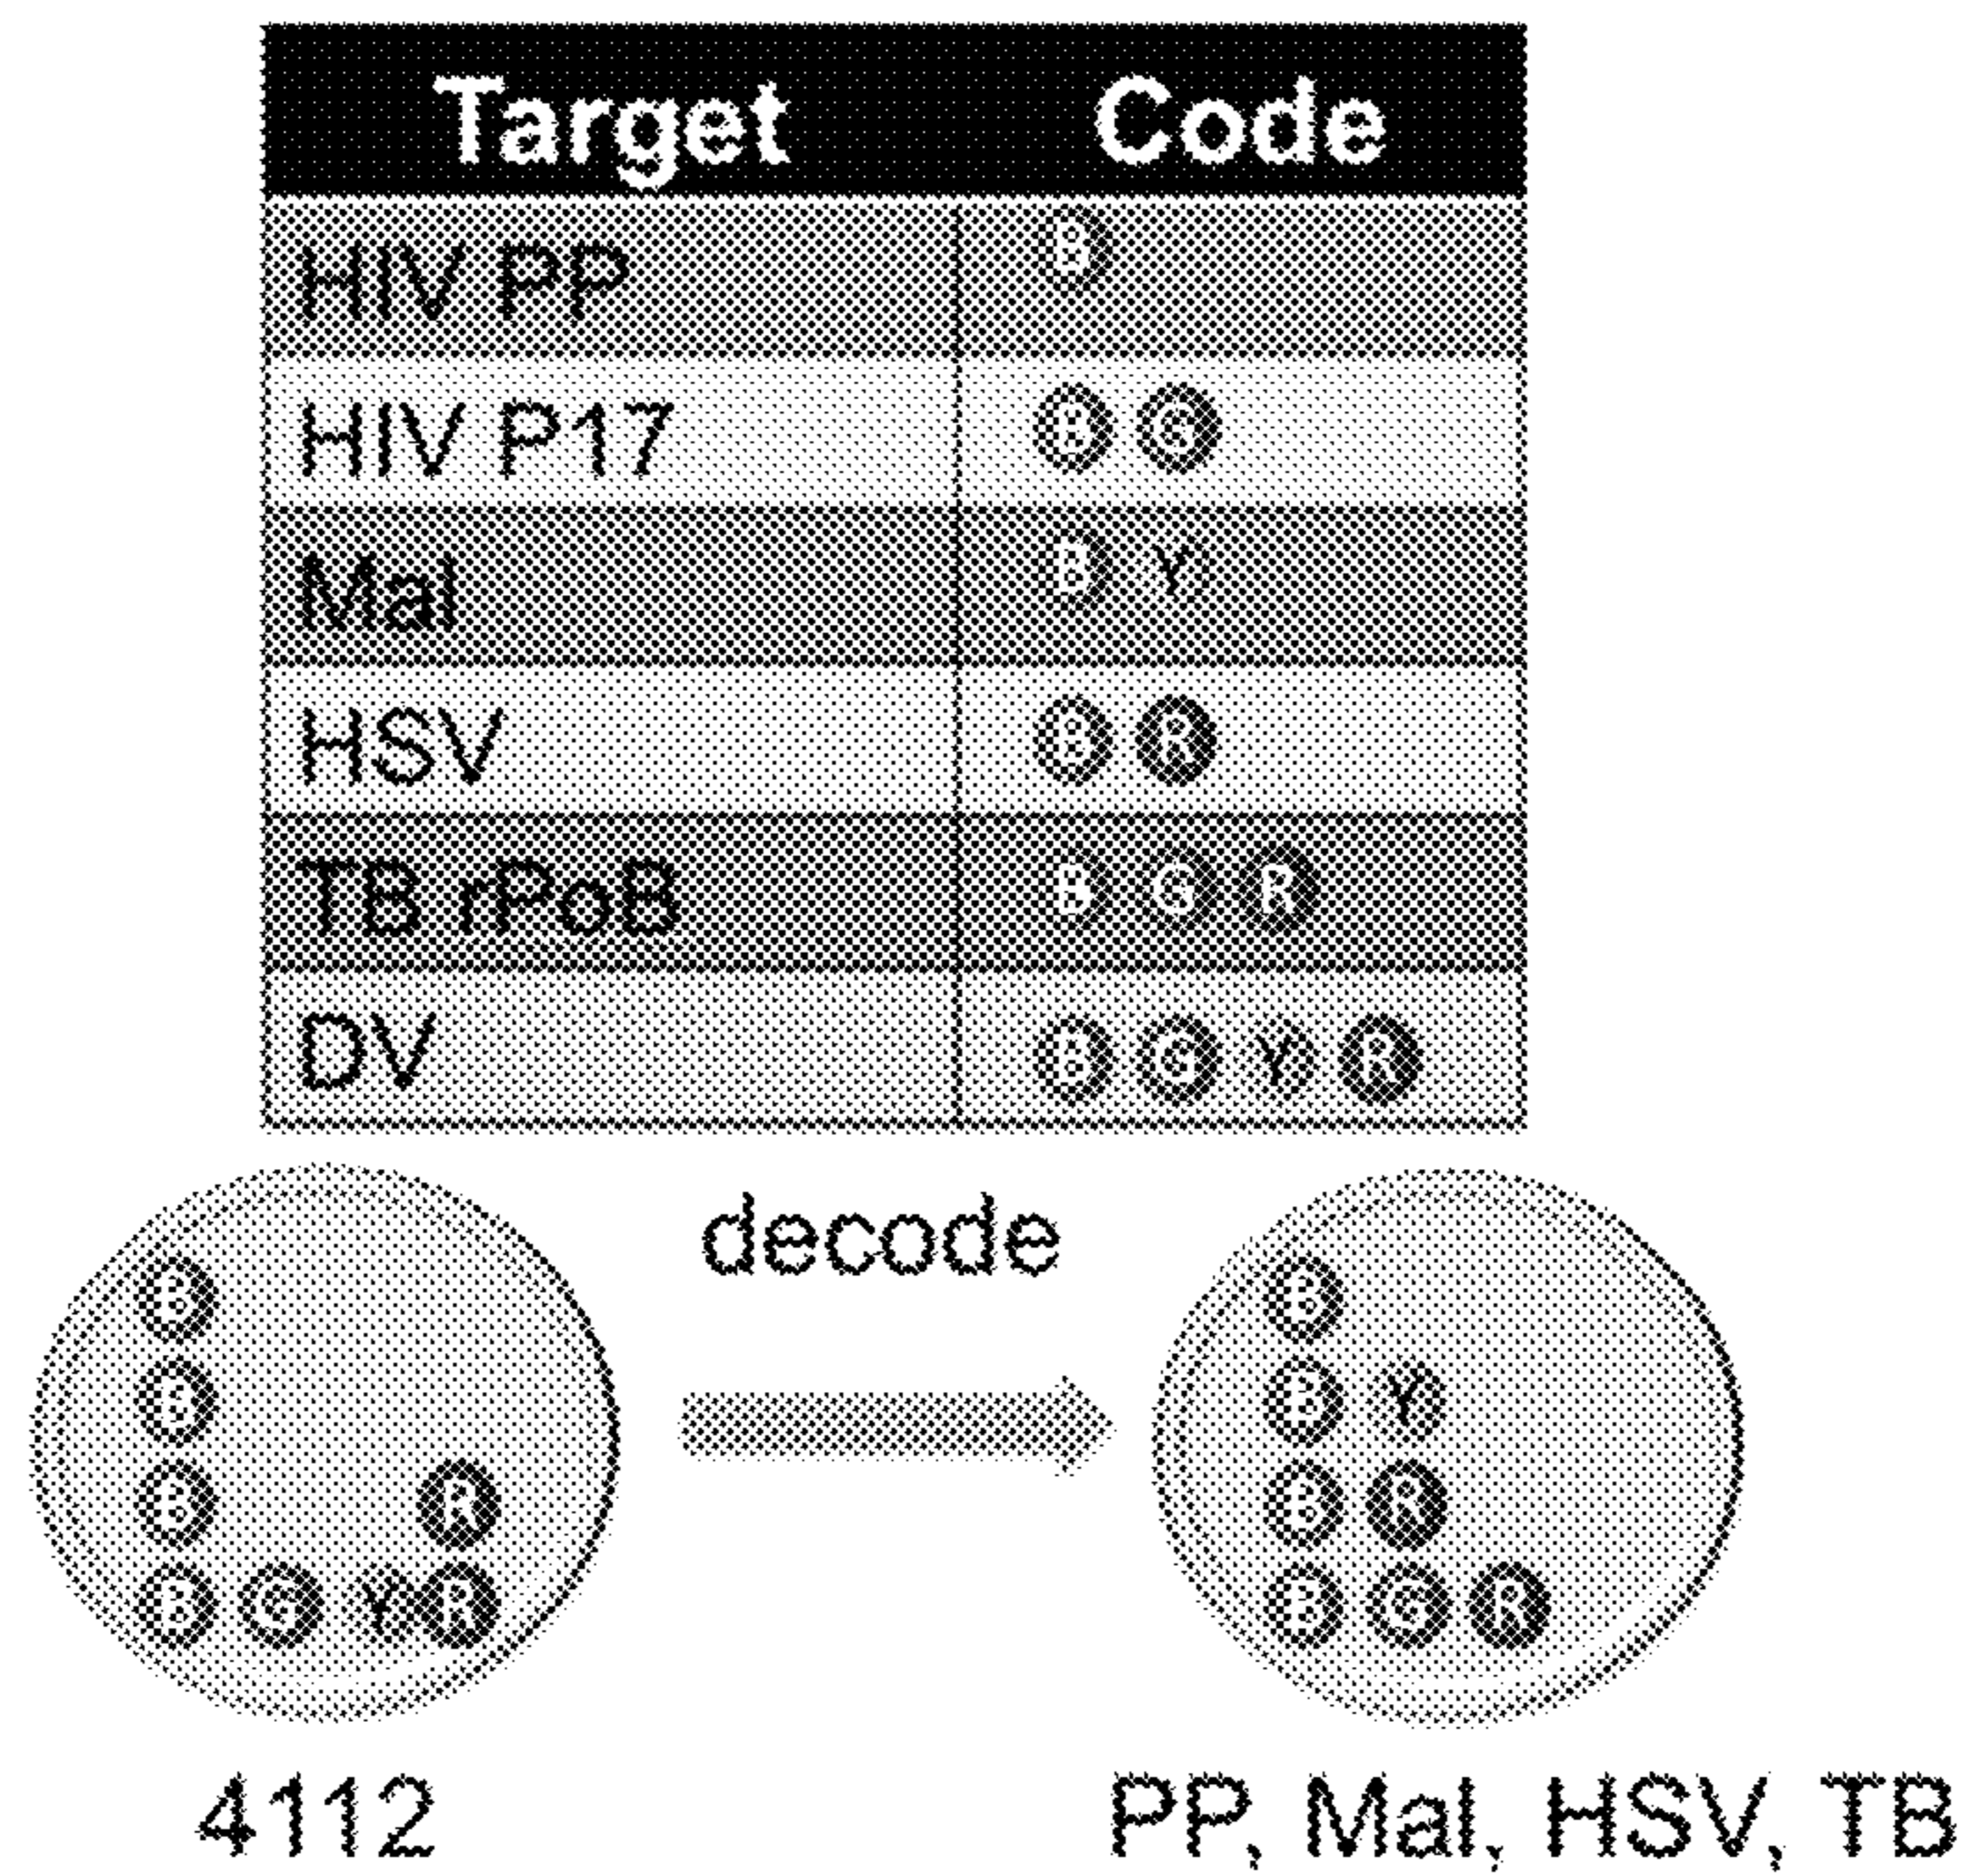 Target Code
HIV PP B
HIV P17 B G
Mal B Y
HSV B R
TB rPoB B G R
DV B G Y R
decode
B
B
B R
B G Y R
4112
B
B Y
B R
B G R
PP, Mal, HSV, TB